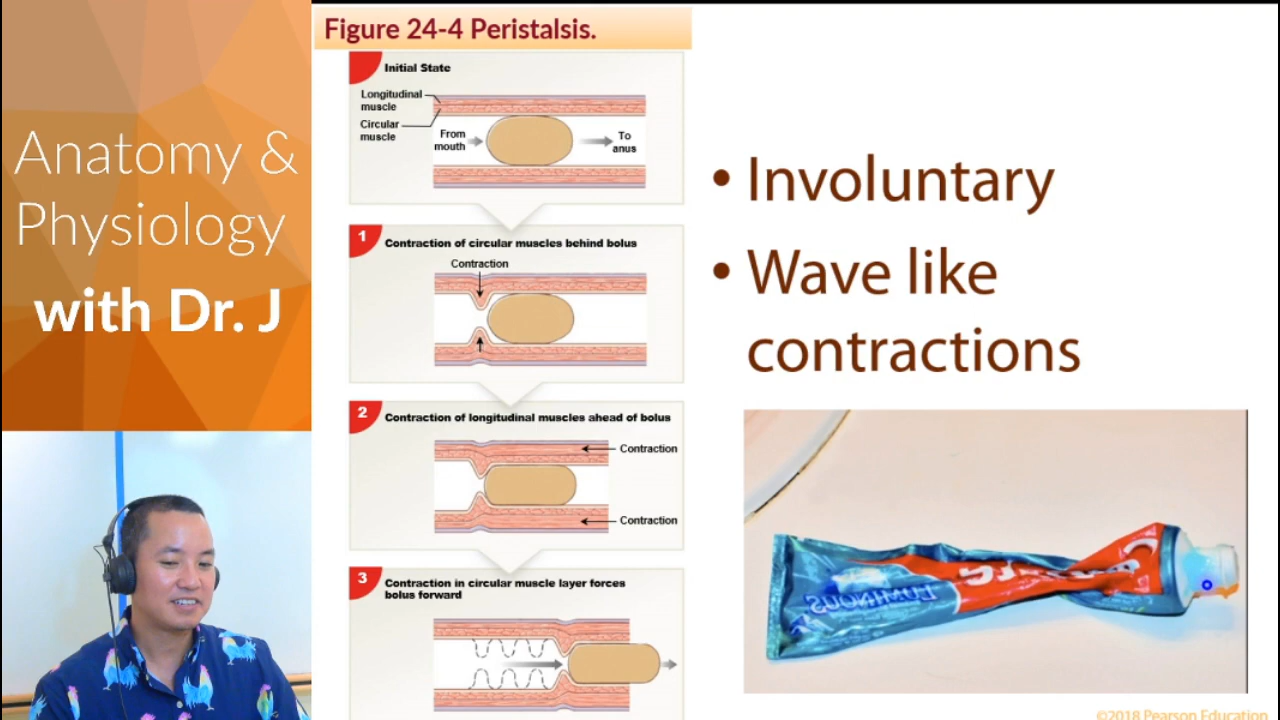 Anatomy &
Physiology
with Dr. J
Figure 24-4 Peristalsis.
Initial State
Longitudinal
muscle
Circular
muscle
From
mouth
To
anus
1
Contraction of circular muscles behind bolus
Contraction
2
Contraction of longitudinal muscles ahead of bolus
Contraction
Contraction
3
Contraction in circular muscle layer forces
bolus forward
• Involuntary
• Wave like
contractions
©2018 Pearson Education